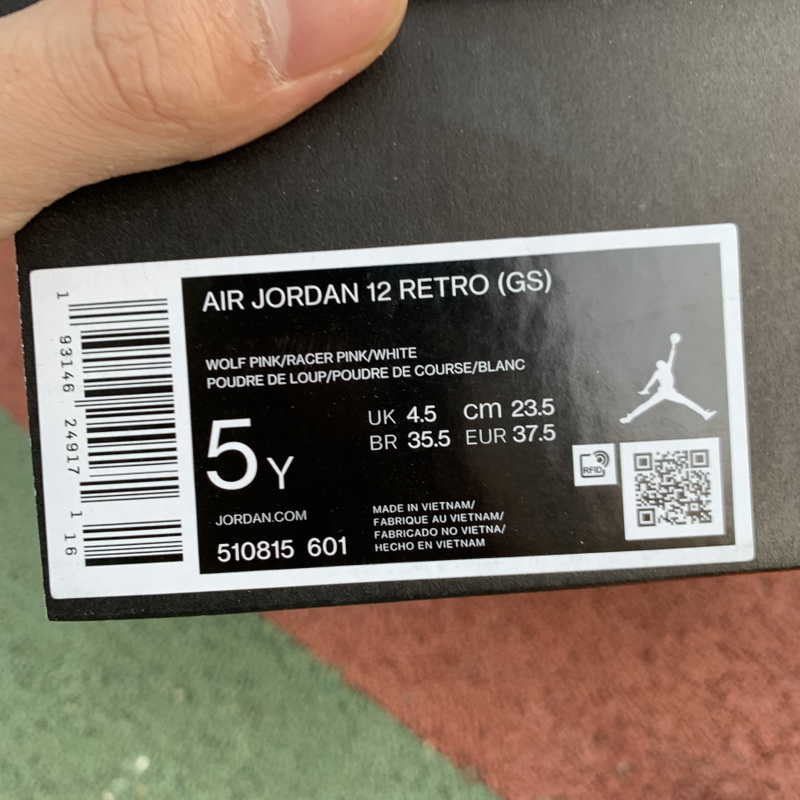 AIR JORDAN 12 RETRO (GS)
WOLF PINK/RACER PINK/WHITE
POUDRE DE LOUP/POUDRE DE COURSE/BLANC
5 Y
UK 4.5 cm 23.5
BR 35.5 EUR 37.5
JORDAN.COM
510815 601
MADE IN VIETNAM/
FABRIQUE AU VIETNAM/
FABRICADO NO VIETNA/
HECHO EN VIETNAM
RFID
1 93146 24917 1 16